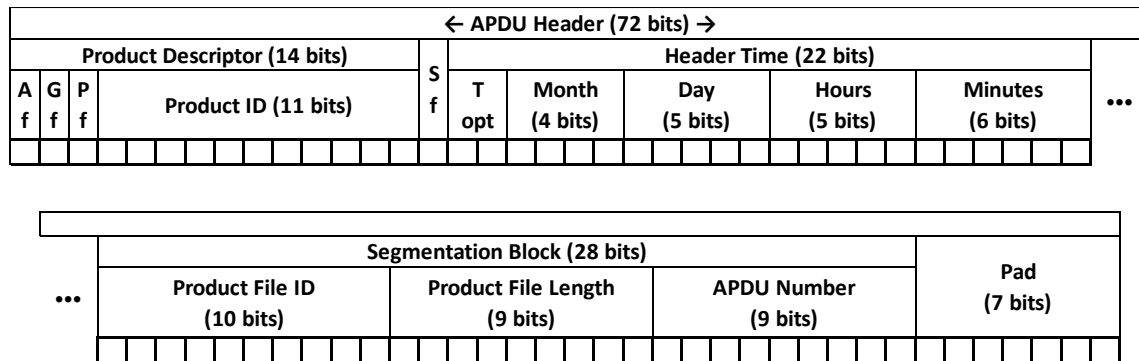 ← APDU Header (72 bits) →
Product Descriptor (14 bits)
S
f
Header Time (22 bits)
A
f
G
f
P
f
Product ID (11 bits)
T
opt
Month
(4 bits)
Day
(5 bits)
Hours
(5 bits)
Minutes
(6 bits)
•••
•••
Segmentation Block (28 bits)
Product File ID
(10 bits)
Product File Length
(9 bits)
APDU Number
(9 bits)
Pad
(7 bits)